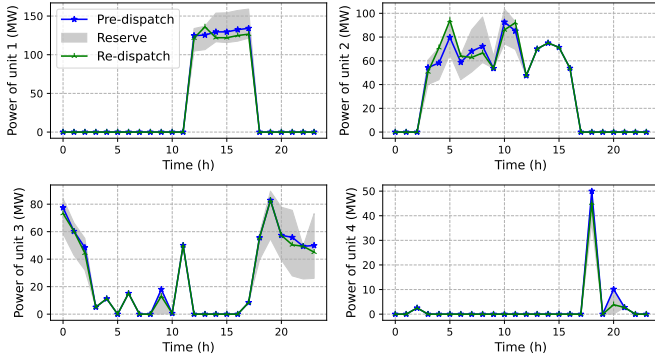 Power of unit 1 (MW)
150
100
50
0
Pre-dispatch
Reserve
Re-dispatch
0 5 10 15 20
Time (h)
Power of unit 2 (MW)
100
80
60
40
20
0
0 5 10 15 20
Time (h)
Power of unit 3 (MW)
80
60
40
20
0
0 5 10 15 20
Time (h)
Power of unit 4 (MW)
50
40
30
20
10
0
0 5 10 15 20
Time (h)